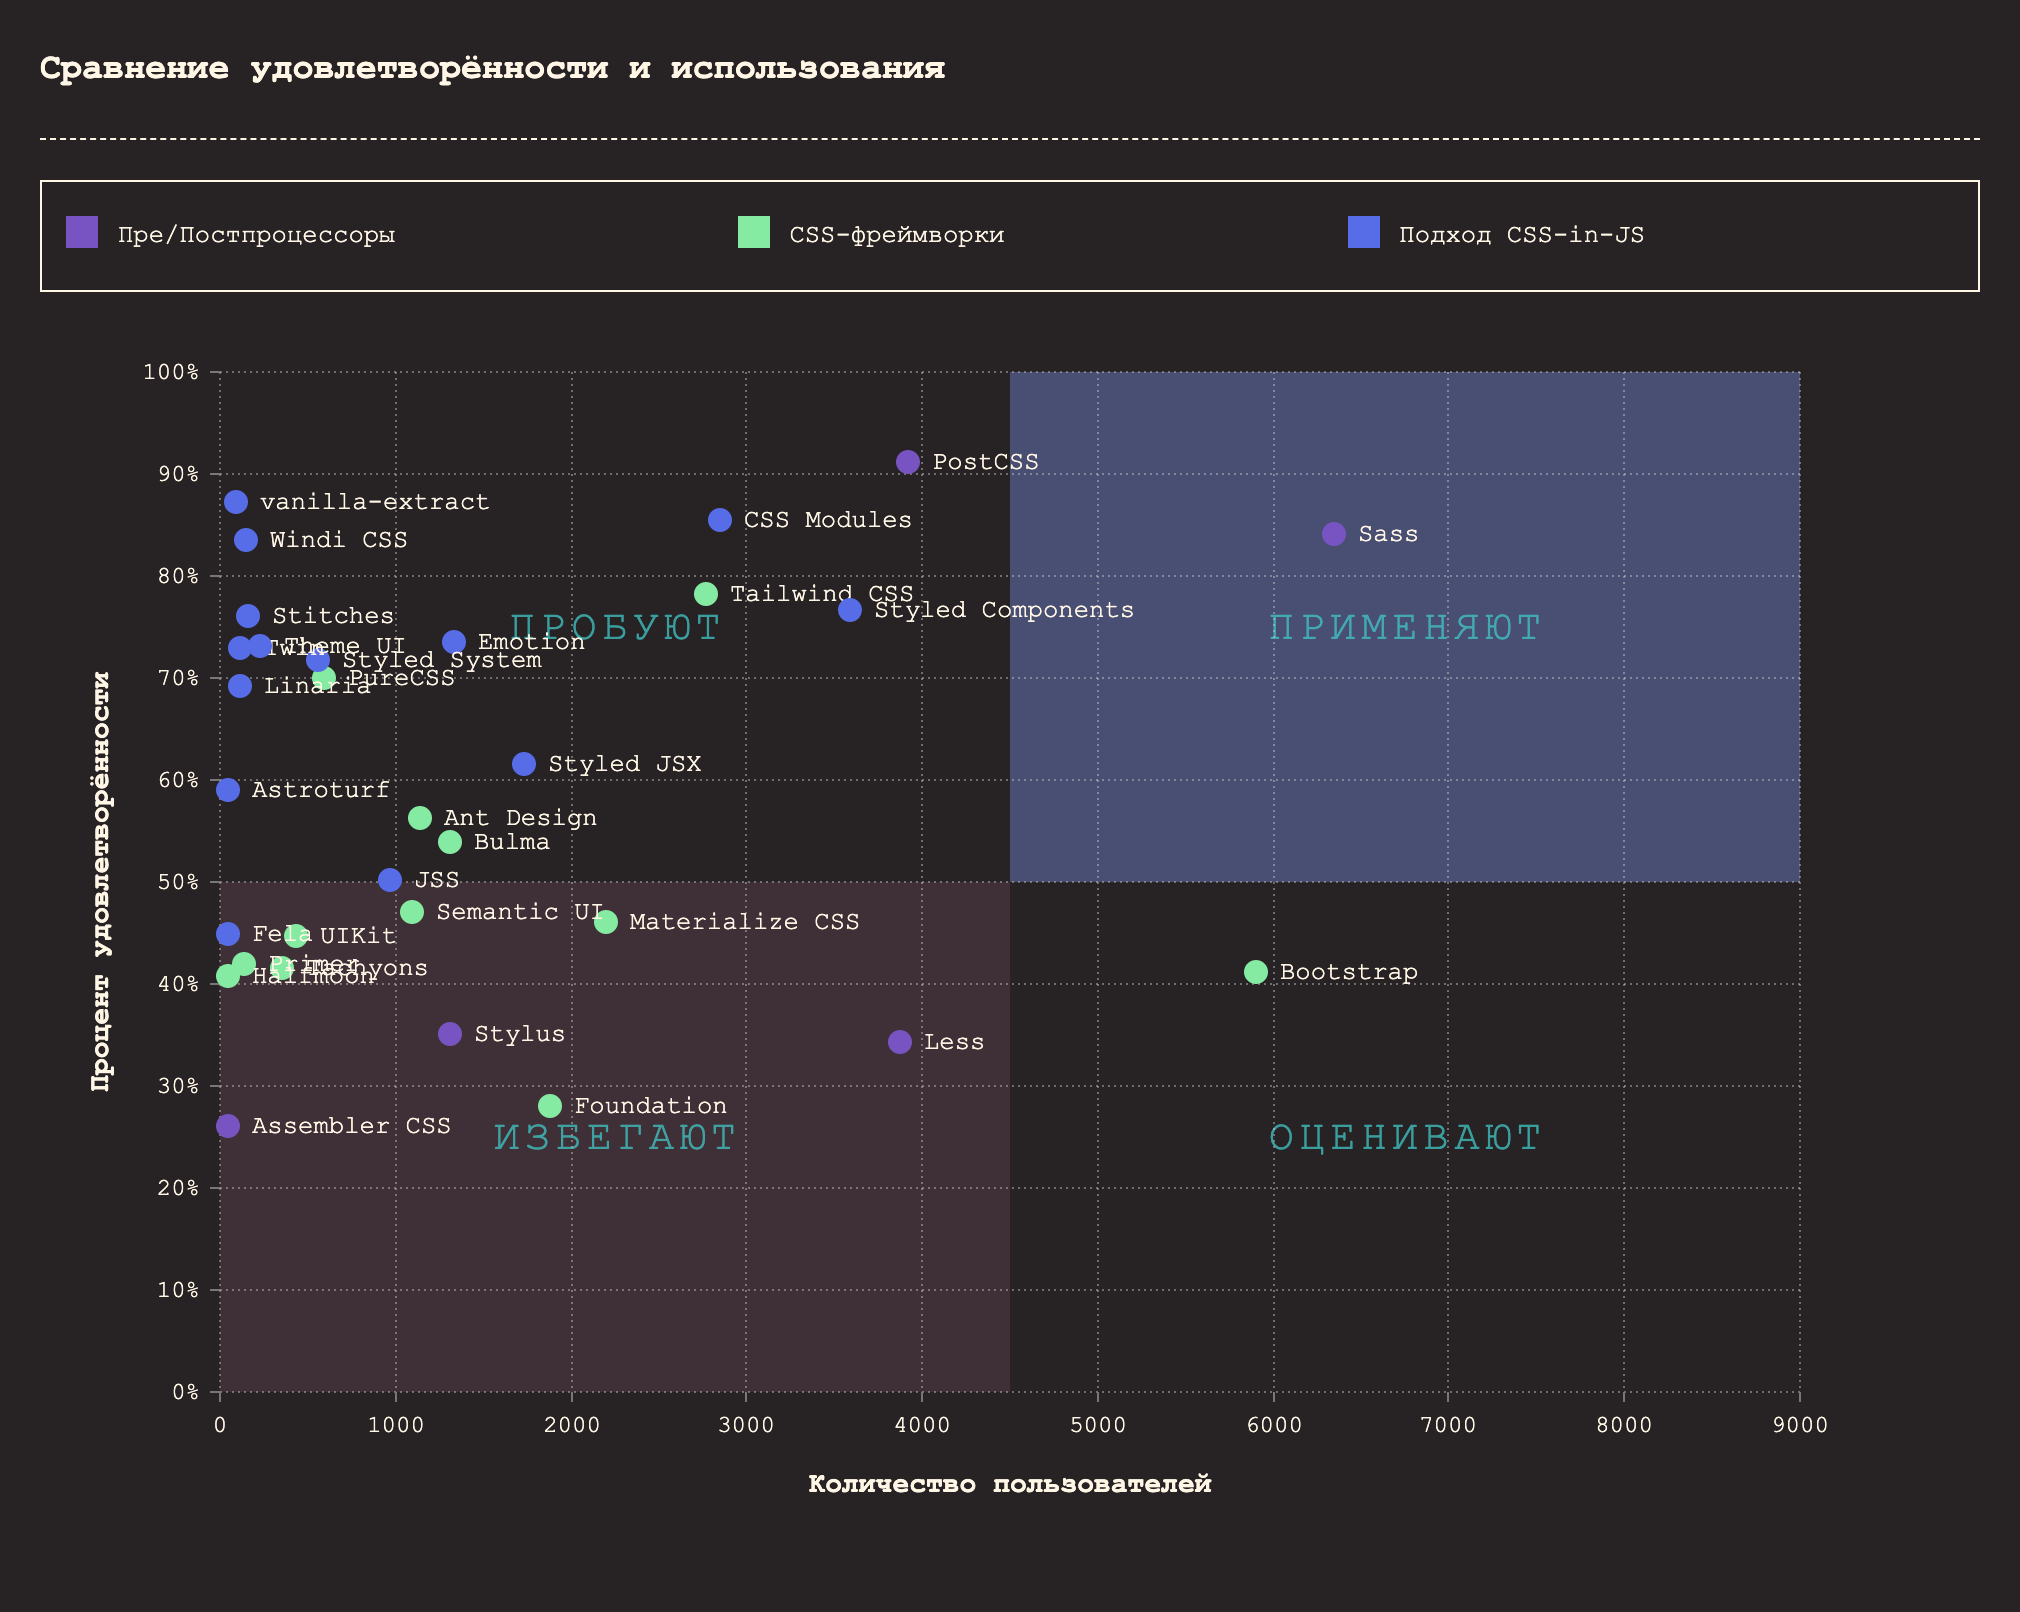 Сравнение удовлетворённости и использования
Пре/Постпроцессоры
CSS-фреймворки
Подход CSS-in-JS
Процент удовлетворённости
100%
90%
80%
70%
60%
50%
40%
30%
20%
10%
0%
PostCSS
vanilla-extract
CSS Modules
Sass
Windi CSS
Tailwind CSS
Styled Components
Stitches
ПРОБУЮТ
ПРИМЕНЯЮТ
Emotion
Twin
Theme UI
Styled System
PureCSS
Linaria
Styled JSX
Astroturf
Ant Design
Bulma
JSS
Semantic UI
Materialize CSS
Fela
UIKit
Primer
Tachyons
Halfmoon
Bootstrap
Stylus
Less
Foundation
Assembler CSS
ИЗБЕГАЮТ
ОЦЕНИВАЮТ
0 1000 2000 3000 4000 5000 6000 7000 8000 9000
Количество пользователей